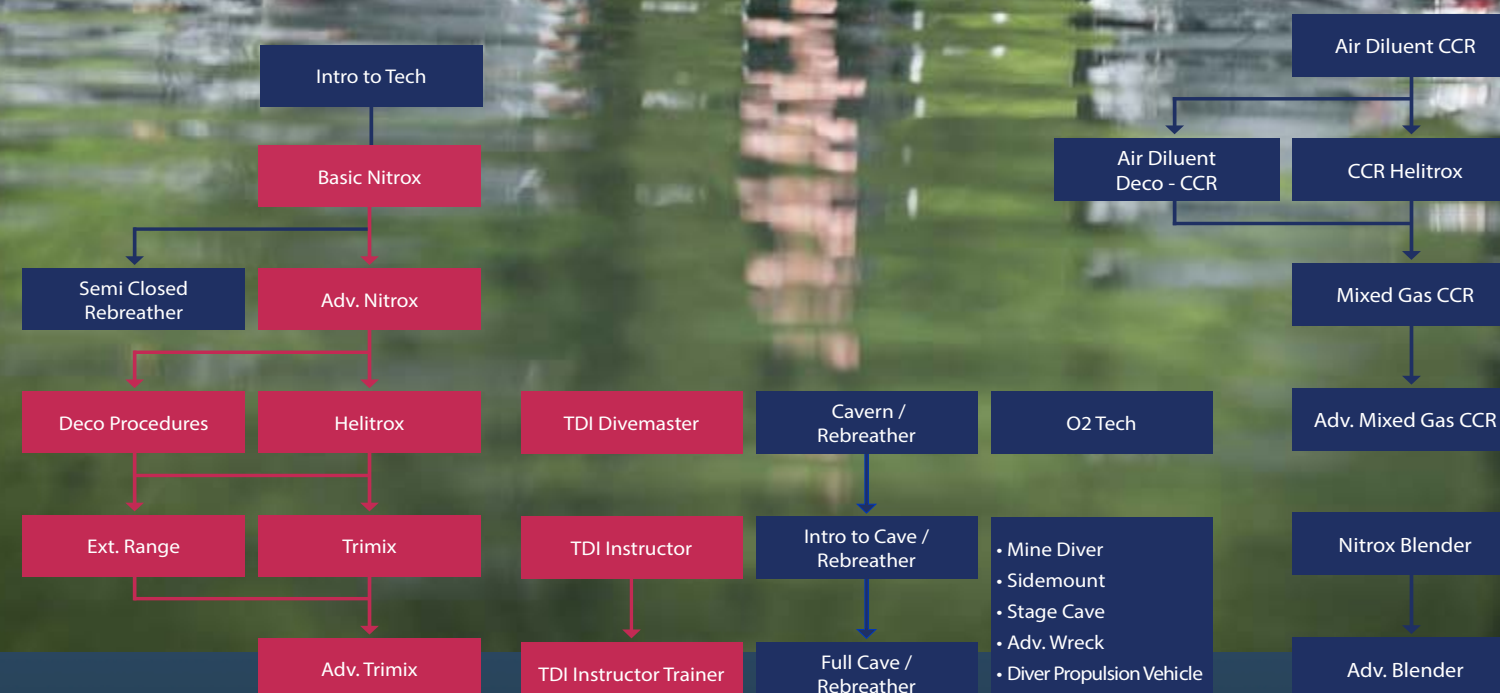 Air Diluent CCR
Intro to Tech
Air Diluent
Deco - CCR
CCR Helitrox
Basic Nitrox
Semi Closed
Rebreather
Adv. Nitrox
Mixed Gas CCR
Deco Procedures
Helitrox
TDI Divemaster
Cavern /
Rebreather
O2 Tech
Adv. Mixed Gas CCR
Ext. Range
Trimix
TDI Instructor
Intro to Cave /
Rebreather
• Mine Diver
• Sidemount
• Stage Cave
• Adv. Wreck
• Diver Propulsion Vehicle
Nitrox Blender
Adv. Trimix
TDI Instructor Trainer
Full Cave /
Rebreather
Adv. Blender